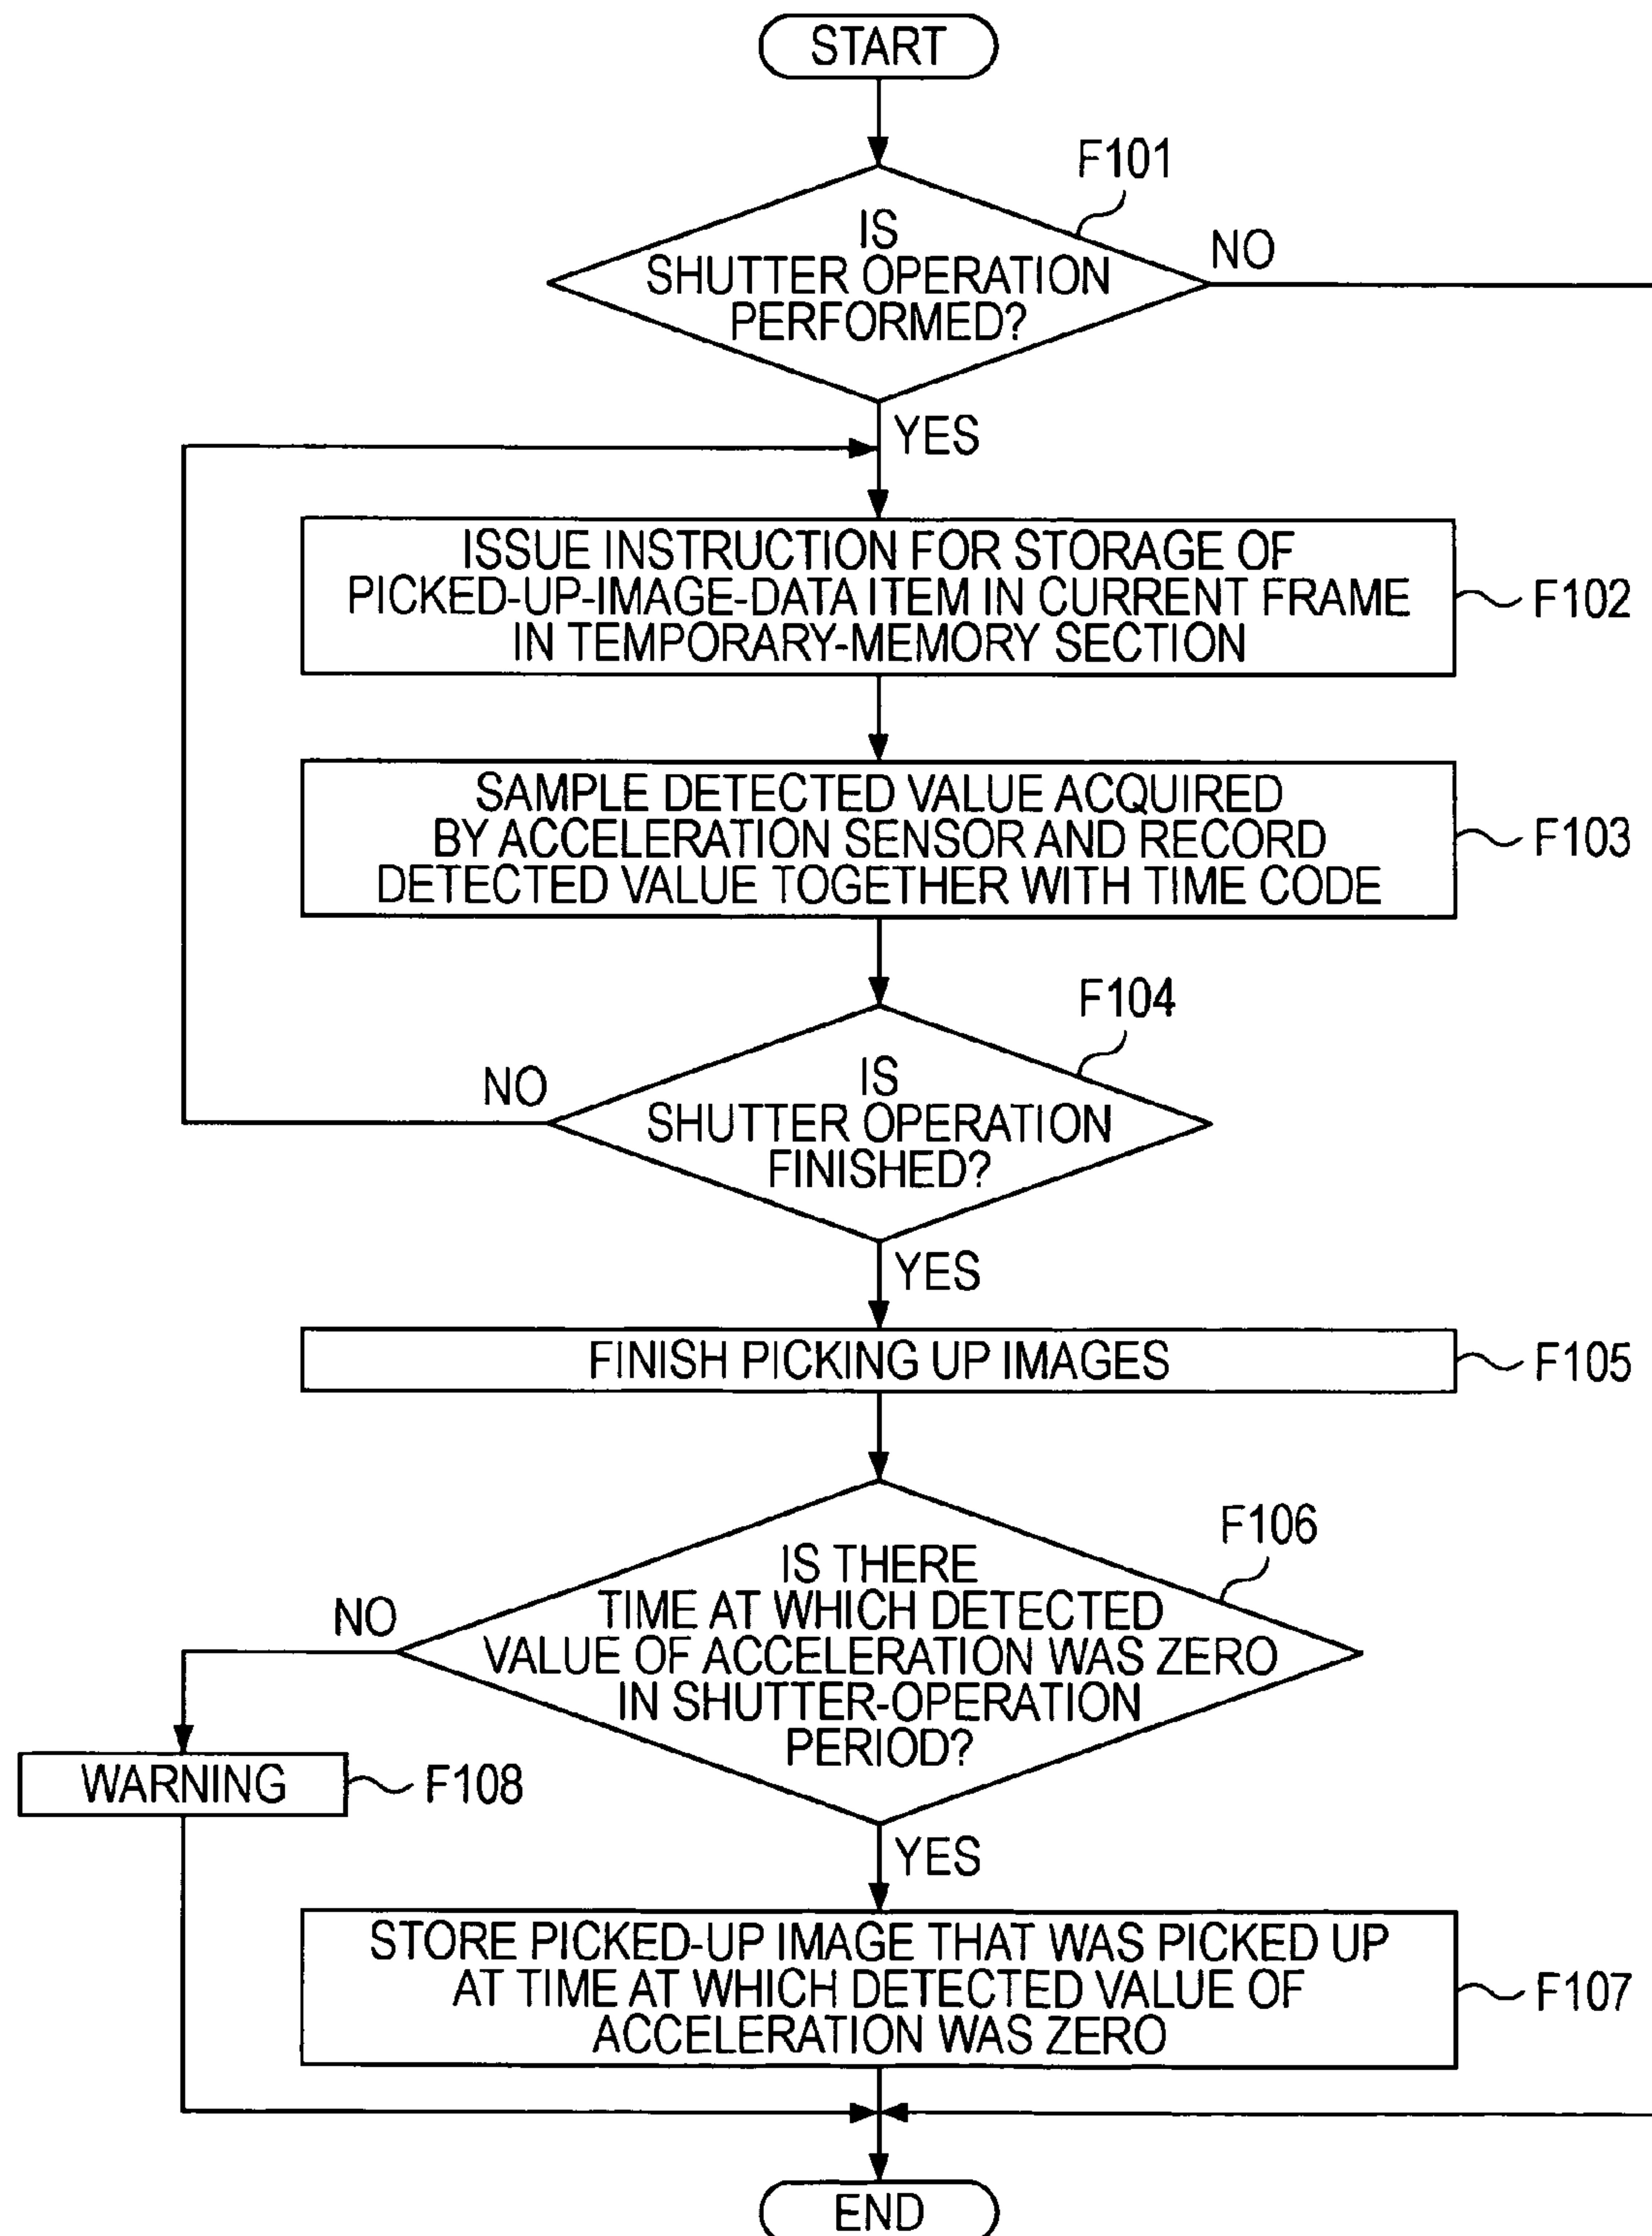 START
F101
IS
SHUTTER OPERATION
PERFORMED?
NO
YES
ISSUE INSTRUCTION FOR STORAGE OF
PICKED-UP-IMAGE-DATA ITEM IN CURRENT FRAME
IN TEMPORARY-MEMORY SECTION
F102
SAMPLE DETECTED VALUE ACQUIRED
BY ACCELERATION SENSOR AND RECORD
DETECTED VALUE TOGETHER WITH TIME CODE
F103
F104
NO
IS
SHUTTER OPERATION
FINISHED?
YES
FINISH PICKING UP IMAGES
F105
F106
NO
IS THERE
TIME AT WHICH DETECTED
VALUE OF ACCELERATION WAS ZERO
IN SHUTTER-OPERATION
PERIOD?
WARNING
F108
YES
STORE PICKED-UP IMAGE THAT WAS PICKED UP
AT TIME AT WHICH DETECTED VALUE OF
ACCELERATION WAS ZERO
F107
END